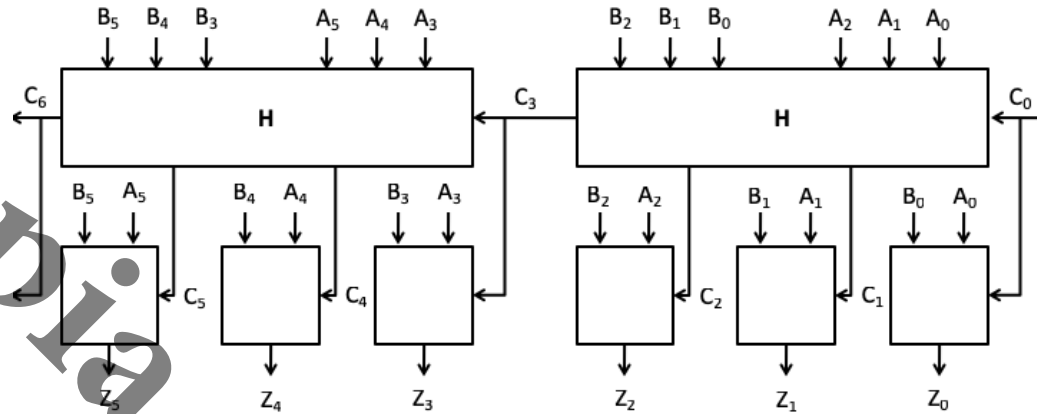 B5 B4 B3 A5 A4 A3 B2 B1 B0 A2 A1 A0
C6 H C3 H C0
B5 A5 B4 A4 B3 A3 B2 A2 B1 A1 B0 A0
C5 C4 C2 C1
Z5 Z4 Z3 Z2 Z1 Z0